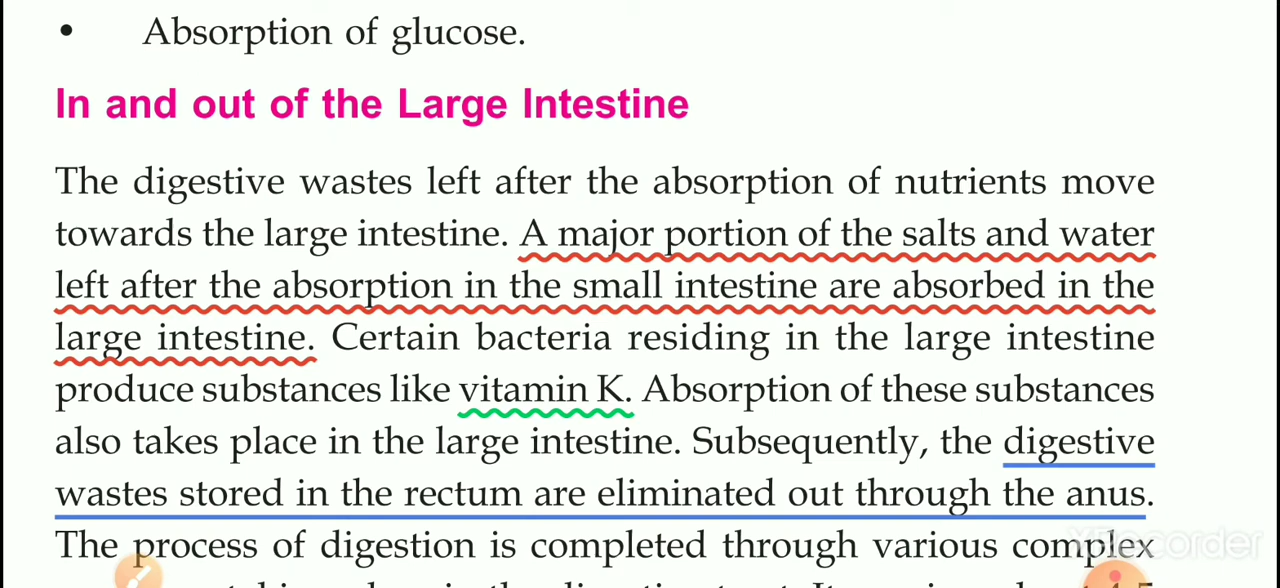 • Absorption of glucose.
In and out of the Large Intestine
The digestive wastes left after the absorption of nutrients move
towards the large intestine. A major portion of the salts and water
left after the absorption in the small intestine are absorbed in the
large intestine. Certain bacteria residing in the large intestine
produce substances like vitamin K. Absorption of these substances
also takes place in the large intestine. Subsequently, the digestive
wastes stored in the rectum are eliminated out through the anus.
The process of digestion is completed through various complex
XRecorder